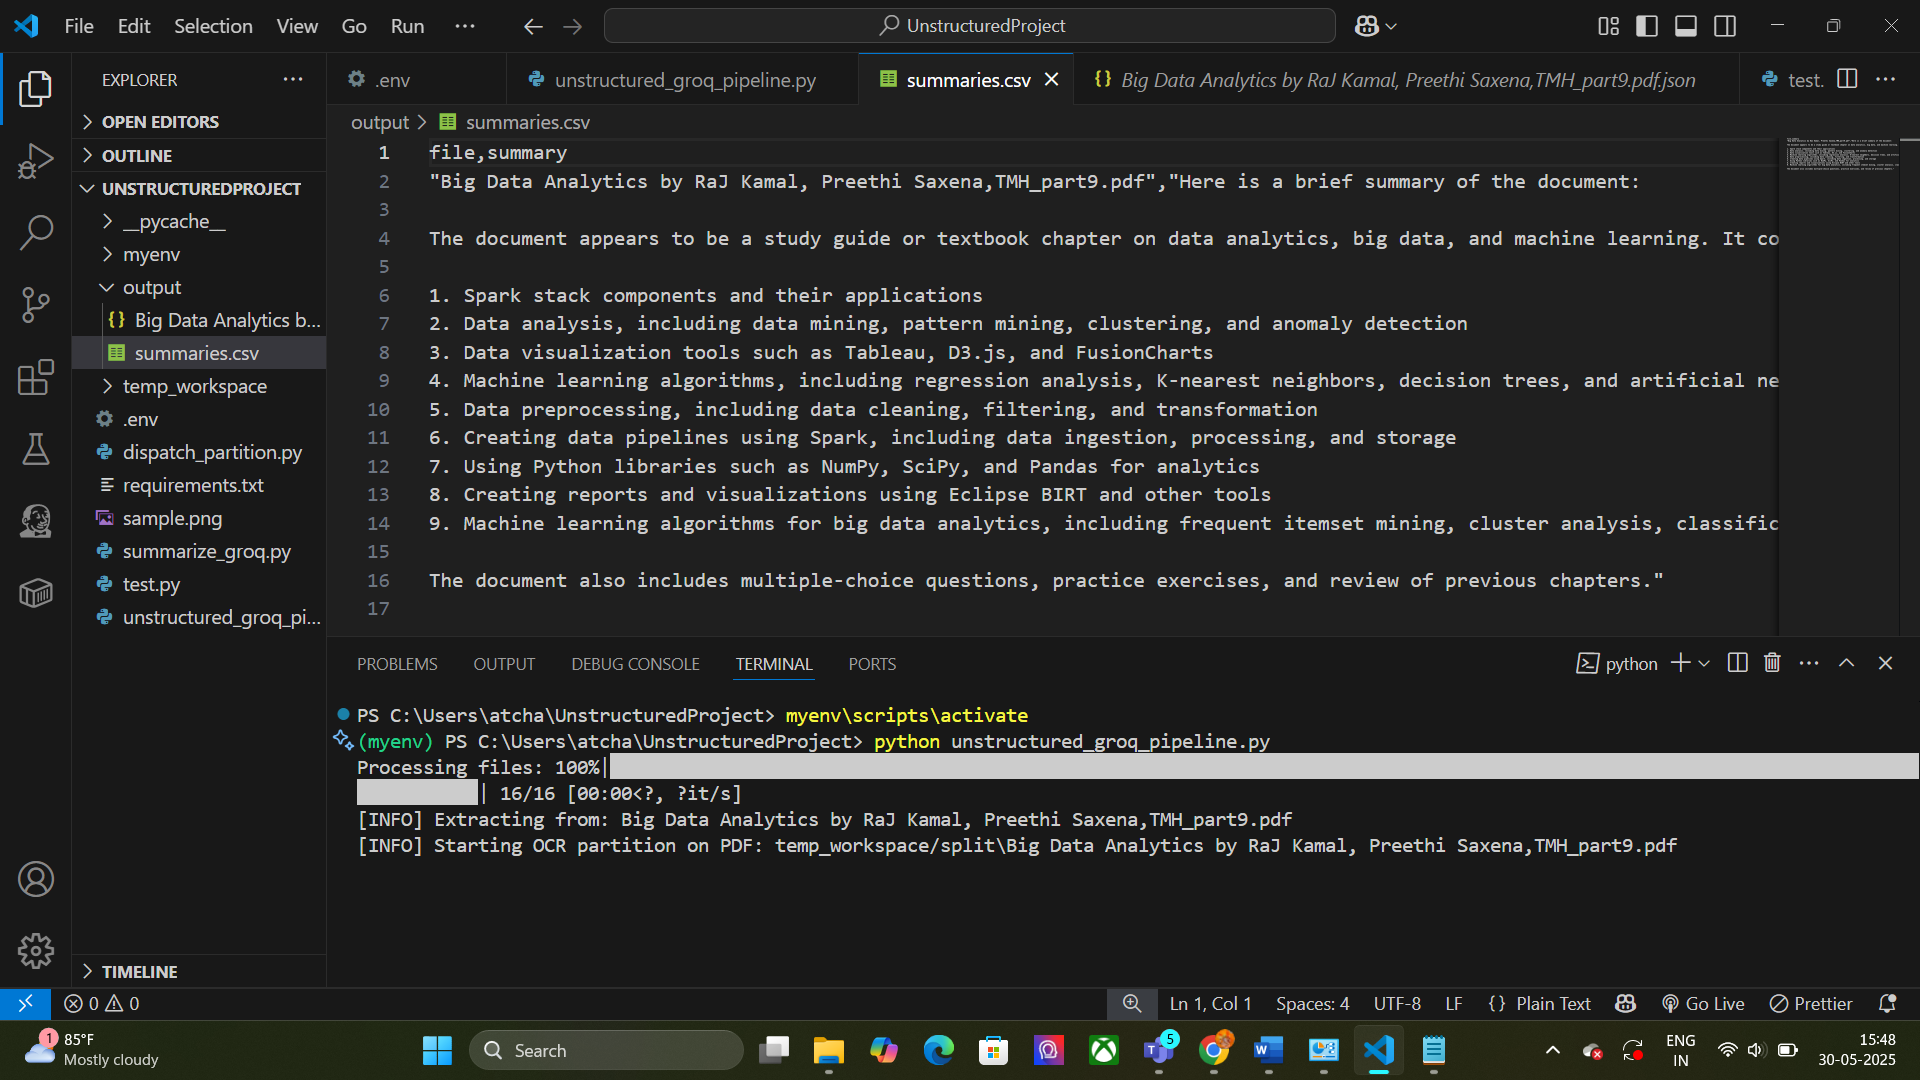 File Edit Selection View Go Run ··· UnstructuredProject
EXPLORER ···
OPEN EDITORS
OUTLINE
UNSTRUCTUREDPROJECT
__pycache__
myenv
output
Big Data Analytics b...
summaries.csv
temp_workspace
.env
dispatch_partition.py
requirements.txt
sample.png
summarize_groq.py
test.py
unstructured_groq_pi...
TIMELINE
.env unstructured_groq_pipeline.py summaries.csv Big Data Analytics by RaJ Kamal, Preethi Saxena,TMH_part9.pdf.json test. ···
output > summaries.csv
1 file,summary
2 "Big Data Analytics by RaJ Kamal, Preethi Saxena,TMH_part9.pdf","Here is a brief summary of the document:
3
4 The document appears to be a study guide or textbook chapter on data analytics, big data, and machine learning. It co
5
6 1. Spark stack components and their applications
7 2. Data analysis, including data mining, pattern mining, clustering, and anomaly detection
8 3. Data visualization tools such as Tableau, D3.js, and FusionCharts
9 4. Machine learning algorithms, including regression analysis, K-nearest neighbors, decision trees, and artificial ne
10 5. Data preprocessing, including data cleaning, filtering, and transformation
11 6. Creating data pipelines using Spark, including data ingestion, processing, and storage
12 7. Using Python libraries such as NumPy, SciPy, and Pandas for analytics
13 8. Creating reports and visualizations using Eclipse BIRT and other tools
14 9. Machine learning algorithms for big data analytics, including frequent itemset mining, cluster analysis, classific
15
16 The document also includes multiple-choice questions, practice exercises, and review of previous chapters."
17
PROBLEMS OUTPUT DEBUG CONSOLE TERMINAL PORTS python ···
PS C:\Users\atcha\UnstructuredProject> myenv\scripts\activate
(myenv) PS C:\Users\atcha\UnstructuredProject> python unstructured_groq_pipeline.py
Processing files: 100%|
| 16/16 [00:00<?, ?it/s]
[INFO] Extracting from: Big Data Analytics by RaJ Kamal, Preethi Saxena,TMH_part9.pdf
[INFO] Starting OCR partition on PDF: temp_workspace/split\Big Data Analytics by RaJ Kamal, Preethi Saxena,TMH_part9.pdf
0 0 Ln 1, Col 1 Spaces: 4 UTF-8 LF {} Plain Text Go Live Prettier
1 85°F
Mostly cloudy
Search
5
ENG
IN
15:48
30-05-2025